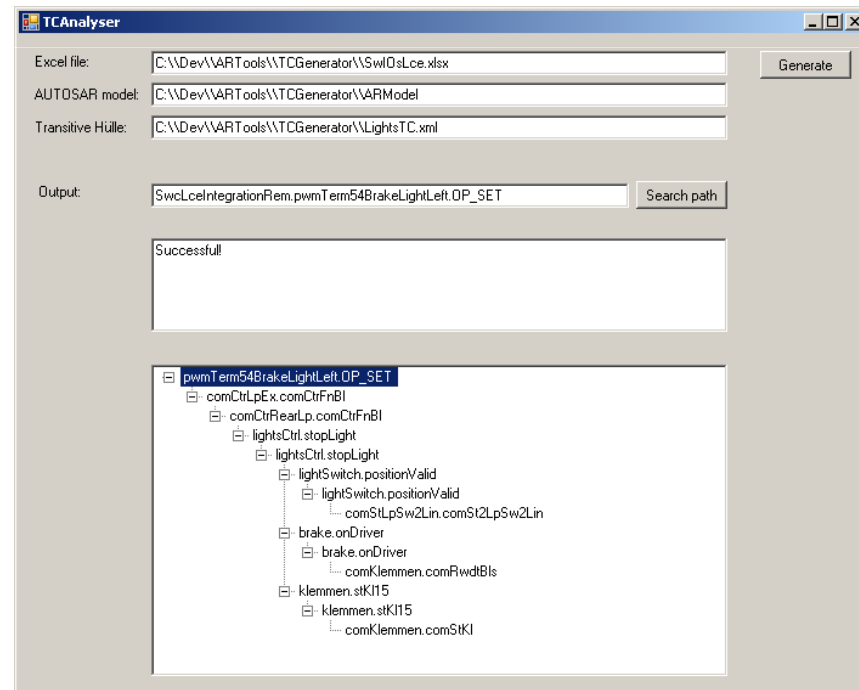 TCAnalyser
Excel file: C:\\Dev\\ARTools\\TCGenerator\\SwlOsLce.xlsx Generate
AUTOSAR model: C:\\Dev\\ARTools\\TCGenerator\\ARModel
Transitive Hülle: C:\\Dev\\ARTools\\TCGenerator\\LightsTC.xml
Output: SwcLceIntegrationRem.pwmTerm54BrakeLightLeft.OP_SET Search path
Successful!
pwmTerm54BrakeLightLeft.OP_SET
comCtrLpEx.comCtrFnBl
comCtrRearLp.comCtrFnBl
lightsCtrl.stopLight
lightsCtrl.stopLight
lightSwitch.positionValid
lightSwitch.positionValid
comStLpSw2Lin.comSt2LpSw2Lin
brake.onDriver
brake.onDriver
comKlemmen.comRwdtBls
klemmen.stKl15
klemmen.stKl15
comKlemmen.comStKl